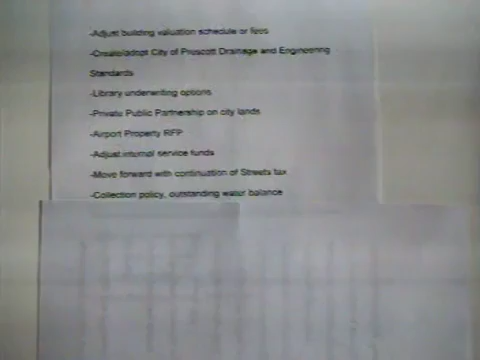 -Adjust building valuation schedule or fees
-Create/adopt City of Prescott Drainage and Engineering
Standards
-Library underwriting options
-Private Public Partnership on city lands
-Airport Property RFP
-Adjust internal service funds
-Move forward with continuation of Streets tax
-Collection policy, outstanding water balance